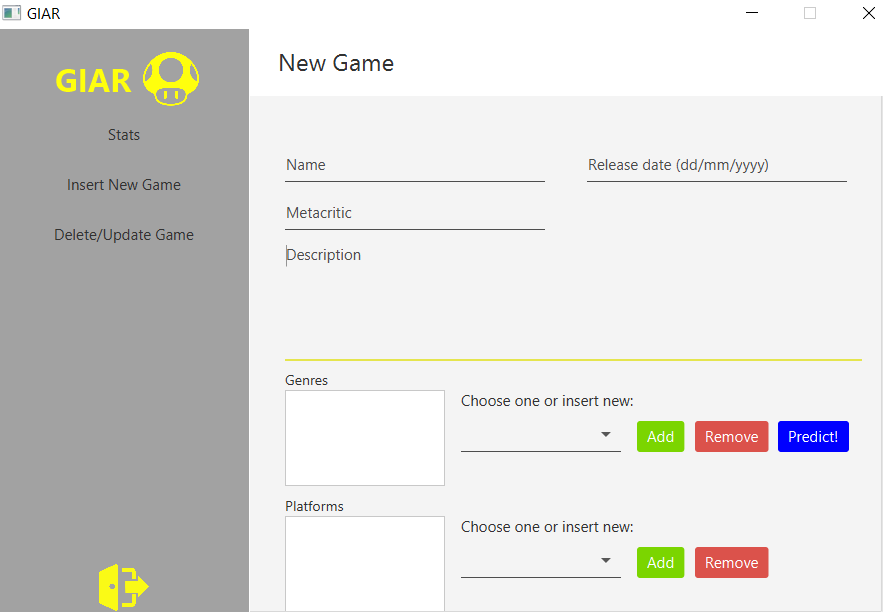 GIAR
GIAR
Stats
Insert New Game
Delete/Update Game
New Game
Name
Release date (dd/mm/yyyy)
Metacritic
Description
Genres
Choose one or insert new:
Add
Remove
Predict!
Platforms
Choose one or insert new:
Add
Remove